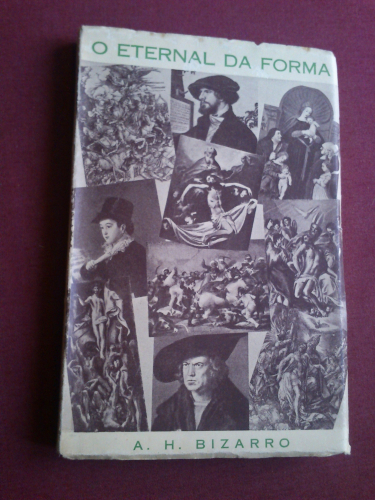 O ETERNAL DA FORMA
A. H. BIZARRO